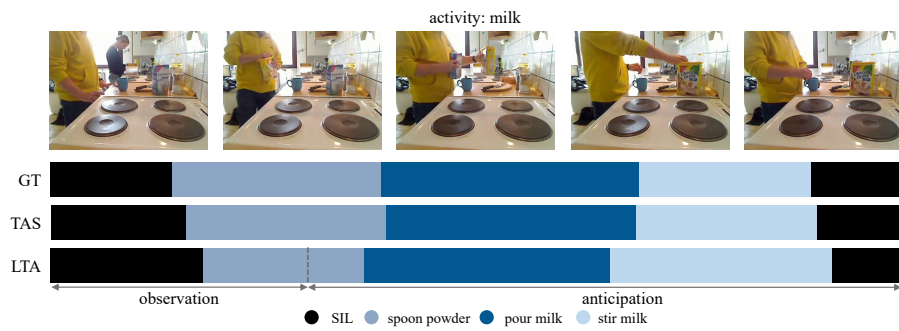 activity: milk
GT
TAS
LTA
observation
anticipation
SIL
spoon powder
pour milk
stir milk